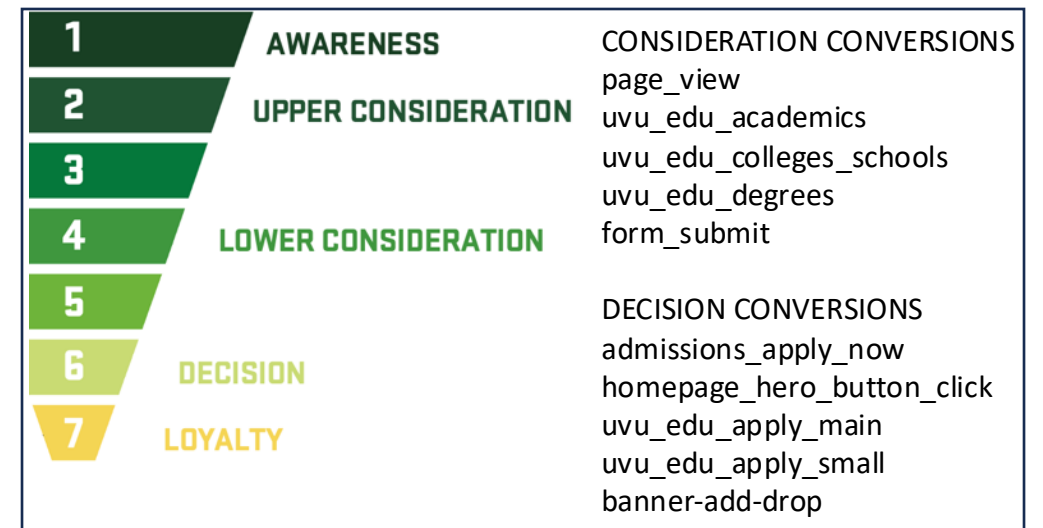 1
AWARENESS
2
UPPER CONSIDERATION
3
4
LOWER CONSIDERATION
5
6
DECISION
7
LOYALTY
CONSIDERATION CONVERSIONS
page_view
uvu_edu_academics
uvu_edu_colleges_schools
uvu_edu_degrees
form_submit
DECISION CONVERSIONS
admissions_apply_now
homepage_hero_button_click
uvu_edu_apply_main
uvu_edu_apply_small
banner-add-drop